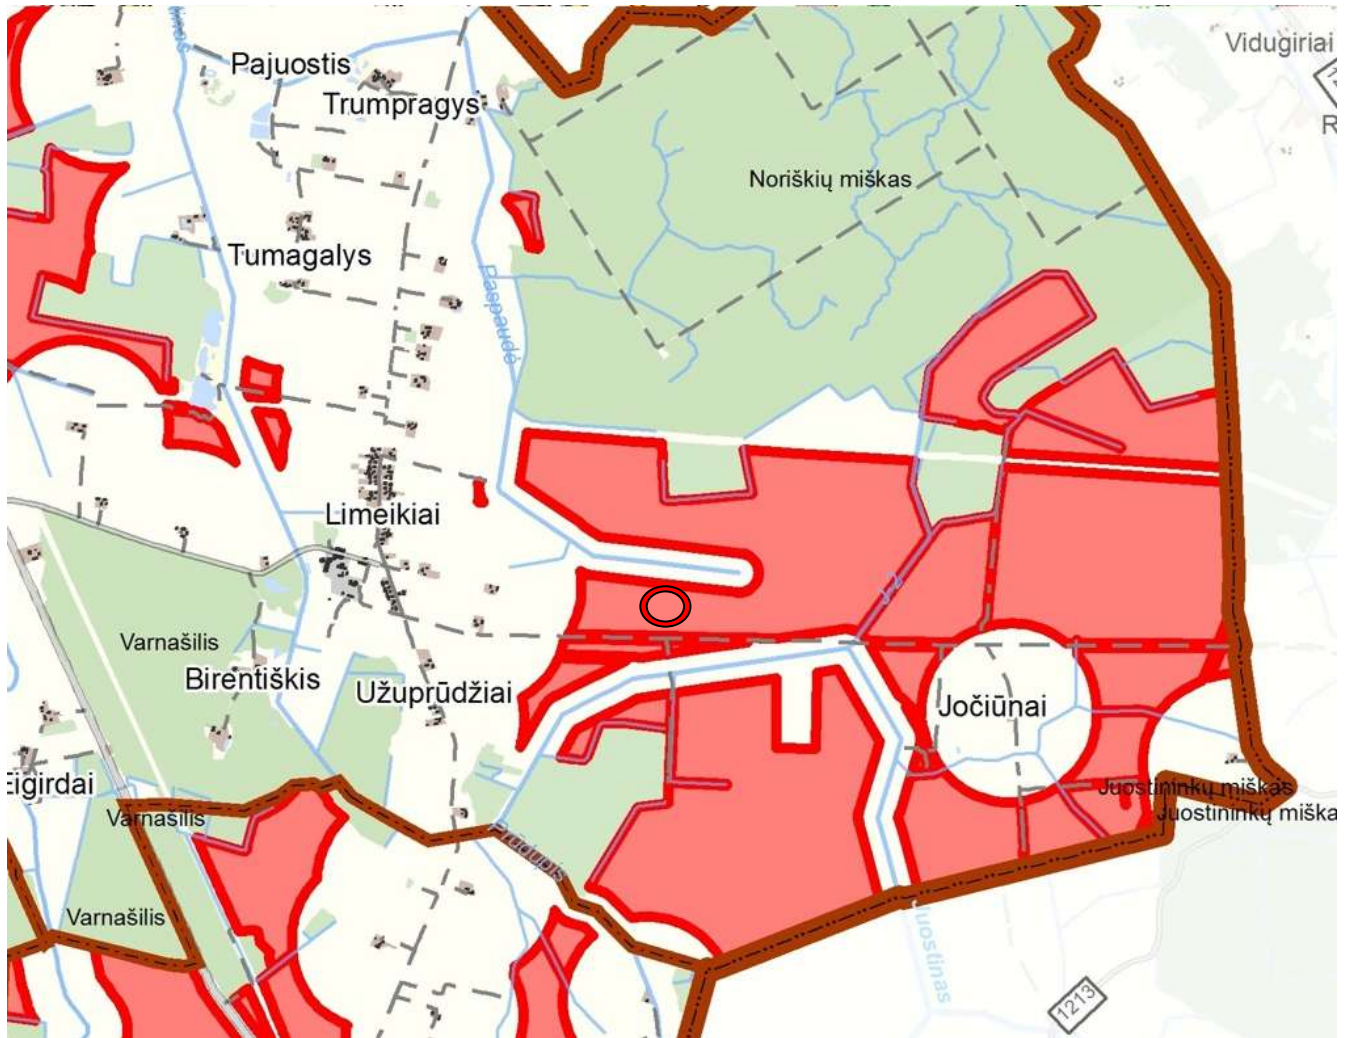 Pajuostis
Vidugiriai
Trumpragys
Noriškių miškas
Tumagalys
Paspaudė
Limeikiai
Varnašilis
Birentiškis
Užuprūdžiai
Jočiūnai
Eigirdai
Juostininkų miškas
Varnašilis
Juostininkų miška
Prūdupis
Varnašilis
Juostinas
1213